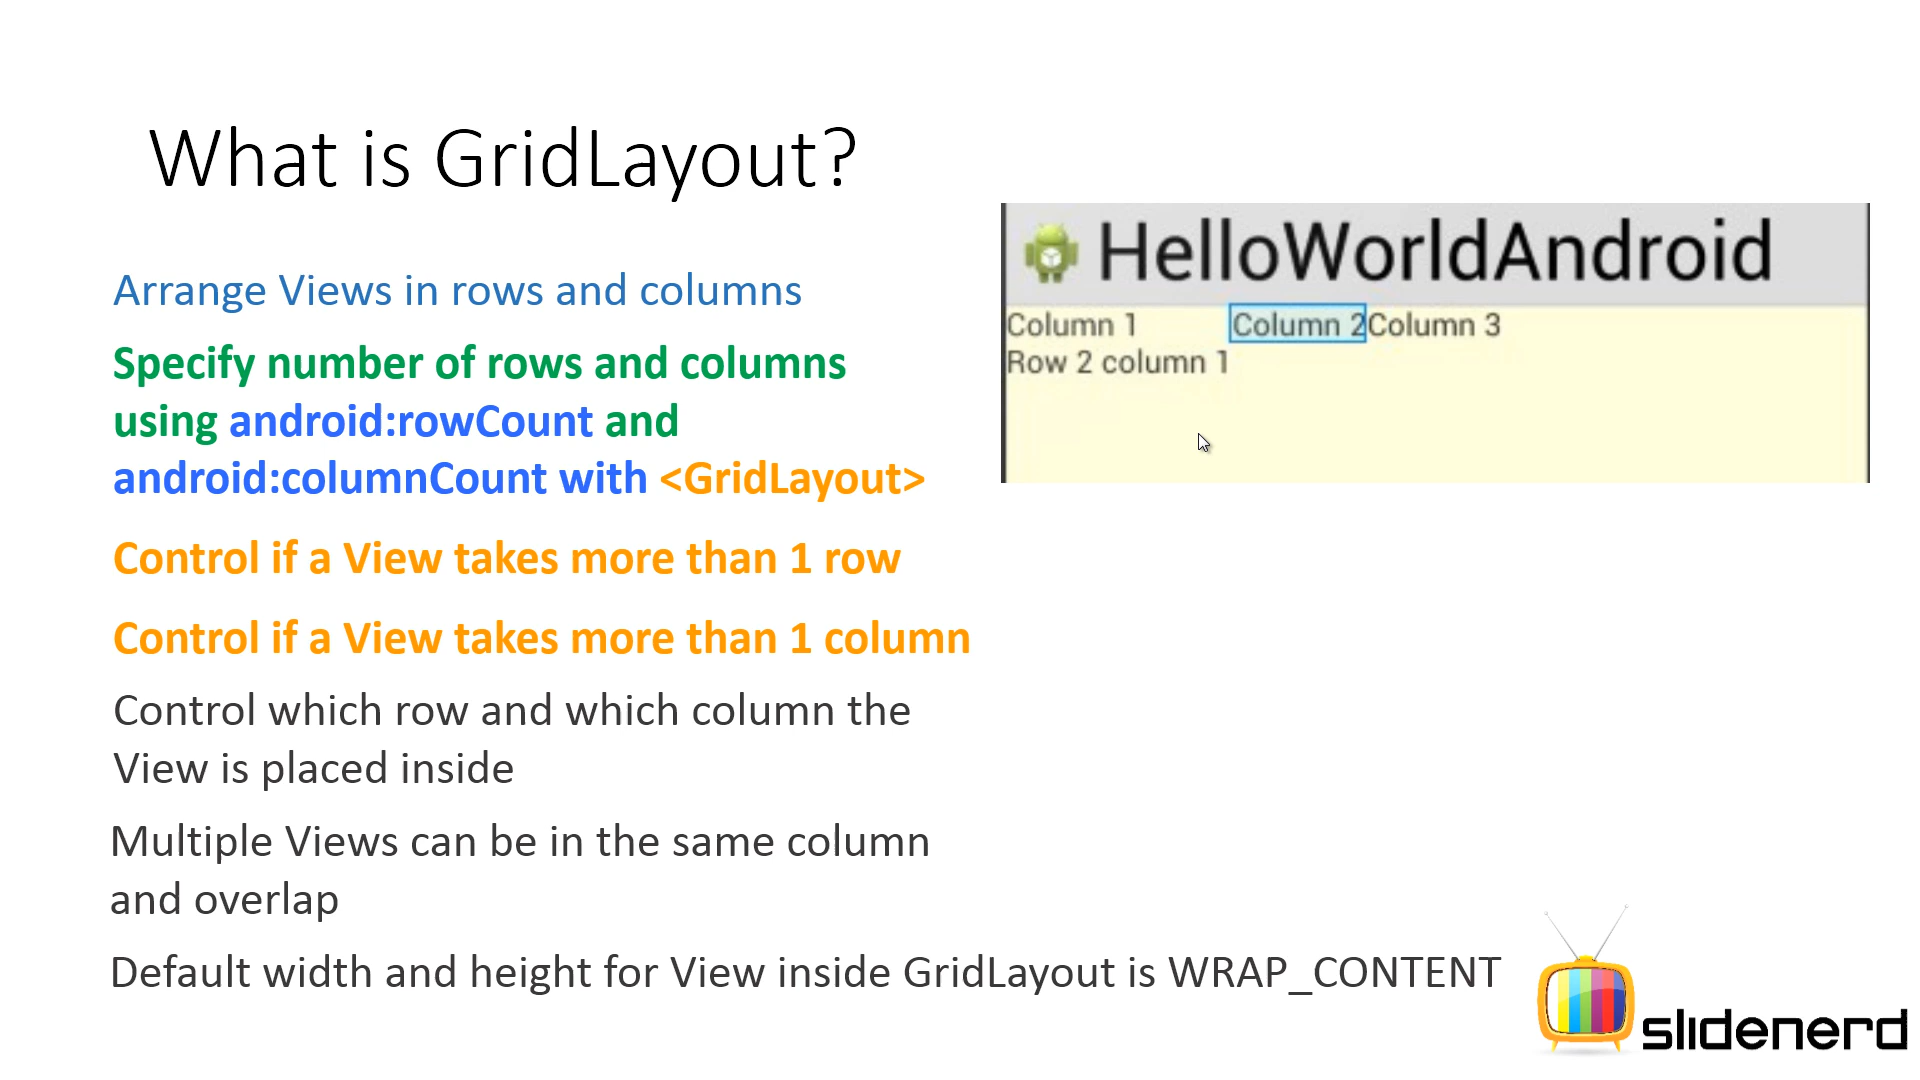 What is GridLayout?
Arrange Views in rows and columns
Specify number of rows and columns
using android:rowCount and
android:columnCount with <GridLayout>
Control if a View takes more than 1 row
Control if a View takes more than 1 column
Control which row and which column the
View is placed inside
Multiple Views can be in the same column
and overlap
Default width and height for View inside GridLayout is WRAP_CONTENT
HelloWorldAndroid
Column 1 Column 2 Column 3
Row 2 column 1
slidenerd